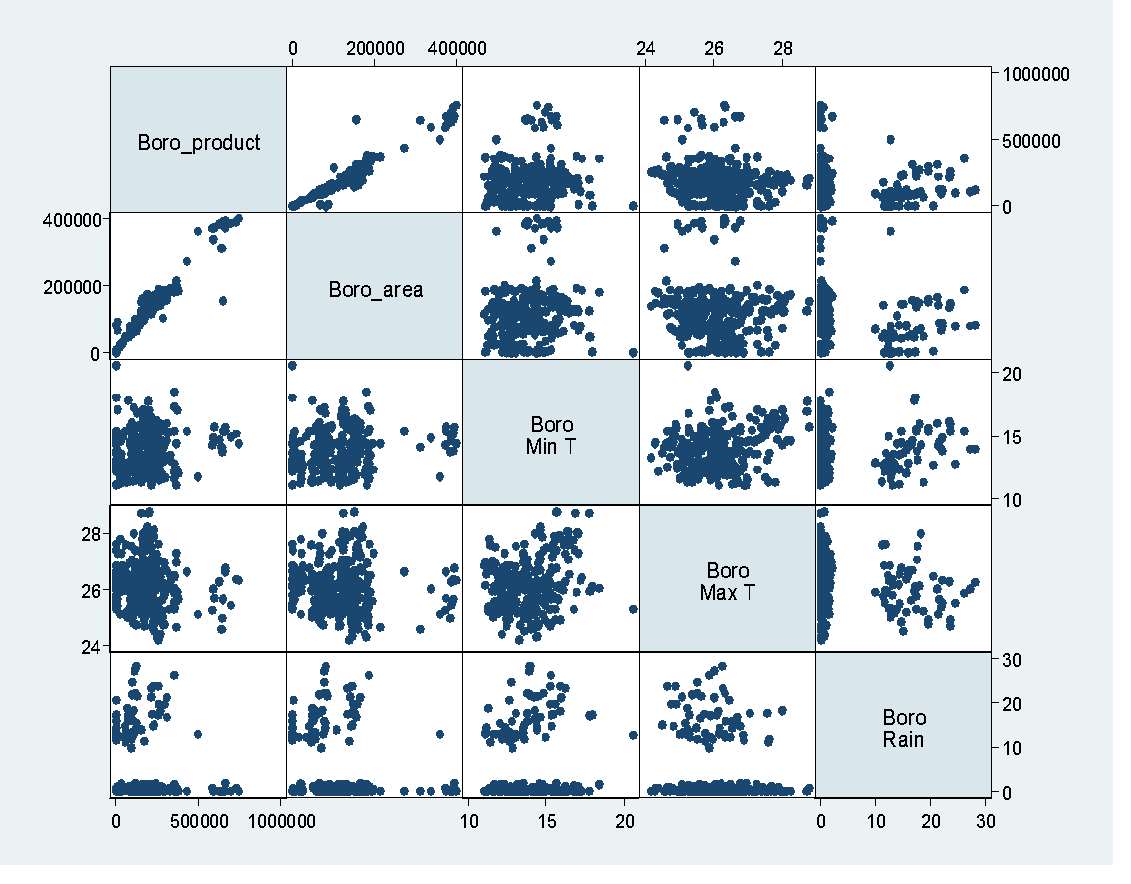 0 200000 400000 24 26 28
1000000
Boro_product
500000
0
400000
200000
Boro_area
0
20
Boro
Min T
15
10
28
26
Boro
Max T
24
30
20
Boro
Rain
10
0
0 500000 1000000 10 15 20 0 10 20 30